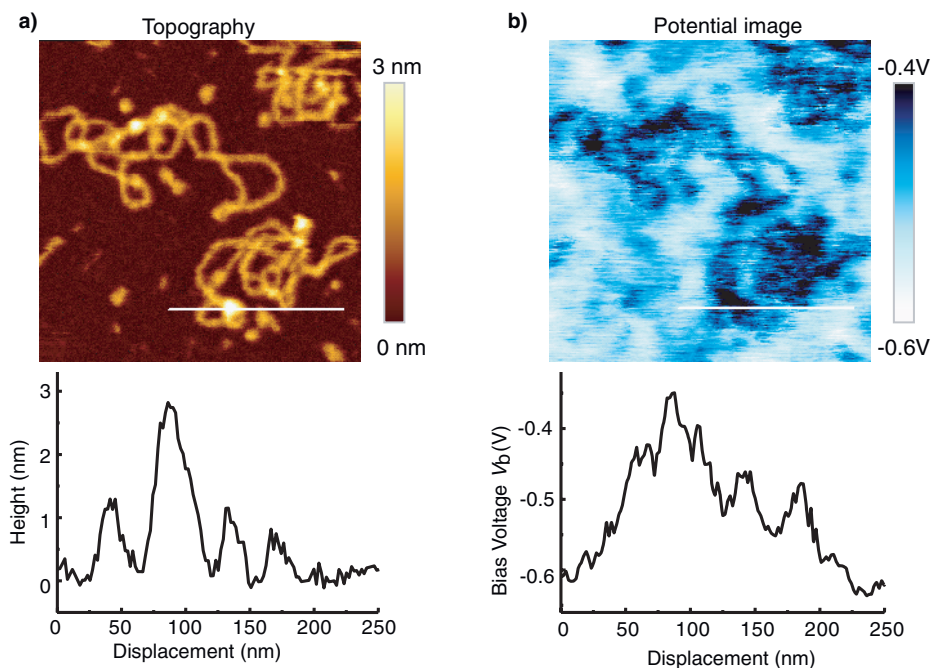 a)
Topography
3 nm
0 nm
3
2
1
0
Height (nm)
0
50
100
150
200
250
Displacement (nm)
b)
Potential image
-0.4V
-0.6V
-0.4
-0.5
-0.6
Bias Voltage Vb(V)
0
50
100
150
200
250
Displacement (nm)